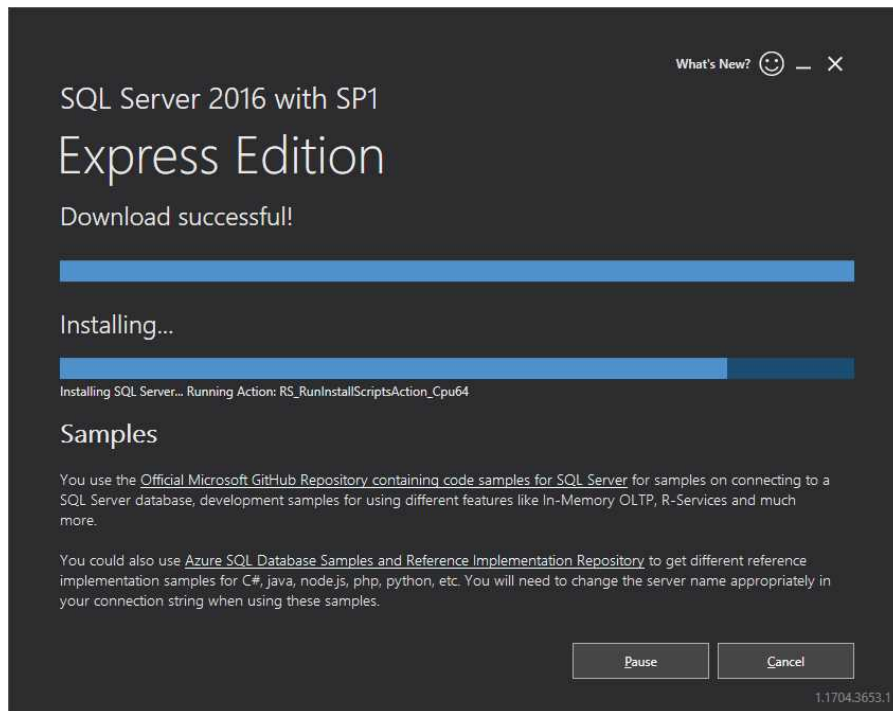 What's New?
SQL Server 2016 with SP1
Express Edition
Download successful!
Installing...
Installing SQL Server... Running Action: RS_RunInstallScriptsAction_Cpu64
Samples
You use the Official Microsoft GitHub Repository containing code samples for SQL Server for samples on connecting to a
SQL Server database, development samples for using different features like In-Memory OLTP, R-Services and much
more.
You could also use Azure SQL Database Samples and Reference Implementation Repository to get different reference
implementation samples for C#, java, node.js, php, python, etc. You will need to change the server name appropriately in
your connection string when using these samples.
Pause
Cancel
1.1704.3653.1